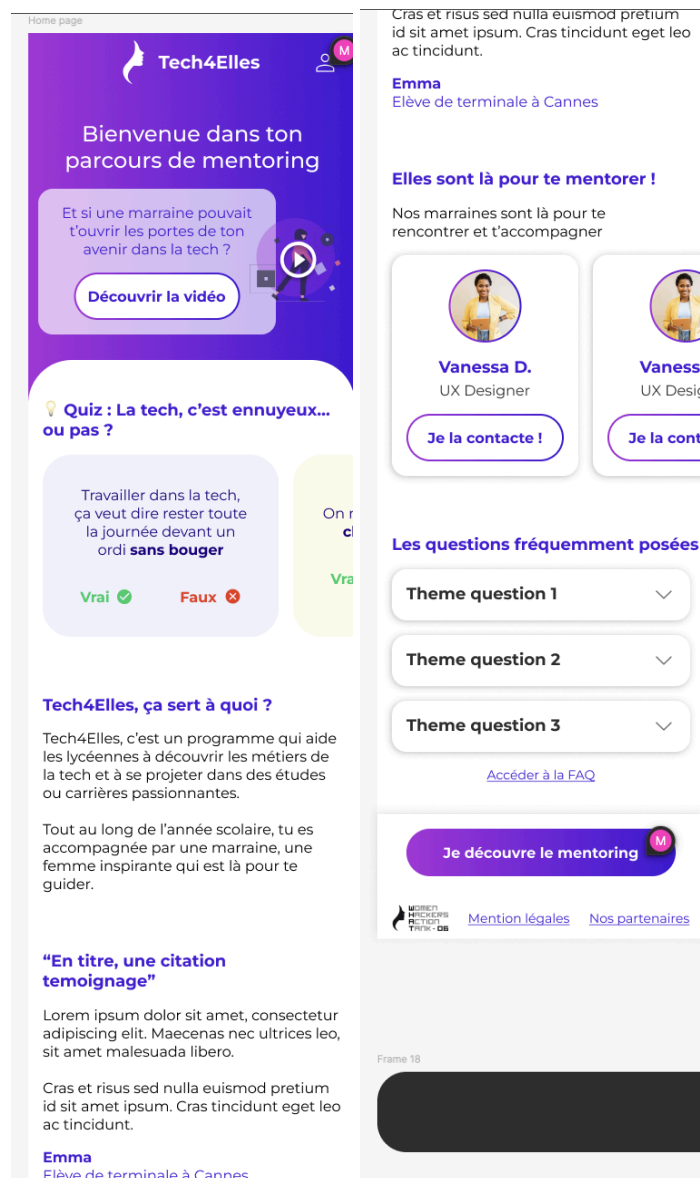 Home page
Tech4Elles
M
Bienvenue dans ton
parcours de mentoring
Et si une marraine pouvait
t’ouvrir les portes de ton
avenir dans la tech ?
Découvrir la vidéo
Quiz : La tech, c’est ennuyeux...
ou pas ?
Travailler dans la tech,
ça veut dire rester toute
la journée devant un
ordi sans bouger
Vrai
Faux
On
Tech4Elles, ça sert à quoi ?
Tech4Elles, c’est un programme qui aide
les lycéennes à découvrir les métiers de
la tech et à se projeter dans des études
ou carrières passionnantes.
Tout au long de l’année scolaire, tu es
accompagnée par une marraine, une
femme inspirante qui est là pour te
guider.
“En titre, une citation
temoignage”
Lorem ipsum dolor sit amet, consectetur
adipiscing elit. Maecenas nec ultrices leo,
sit amet malesuada libero.
Cras et risus sed nulla euismod pretium
id sit amet ipsum. Cras tincidunt eget leo
ac tincidunt.
Emma
Elève de terminale à Cannes
Cras et risus sed nulla euismod pretium
id sit amet ipsum. Cras tincidunt eget leo
ac tincidunt.
Emma
Elève de terminale à Cannes
Elles sont là pour te mentorer !
Nos marraines sont là pour te
rencontrer et t’accompagner
Vanessa D.
UX Designer
Je la contacte !
Vaness
UX Desi
Je la cont
Les questions fréquemment posées
Theme question 1
Theme question 2
Theme question 3
Accéder à la FAQ
Je découvre le mentoring
M
WOMEN
HACKERS
ACTION
TANK - 06
Mention légales
Nos partenaires
Frame 18